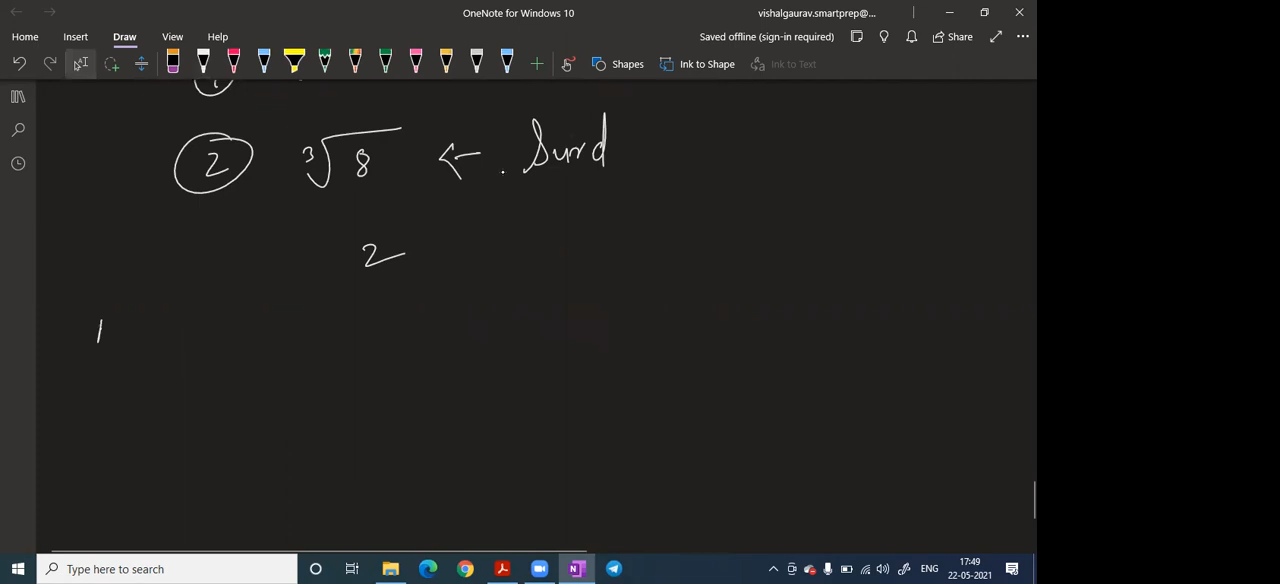 OneNote for Windows 10
vishalgaurav.smartprep@...
Home Insert Draw View Help
Saved offline (sign-in required) Share
Shapes Ink to Shape Ink to Text
2 ∛8 ← Surd
2
1
Type here to search
ENG
17:49
22-05-2021